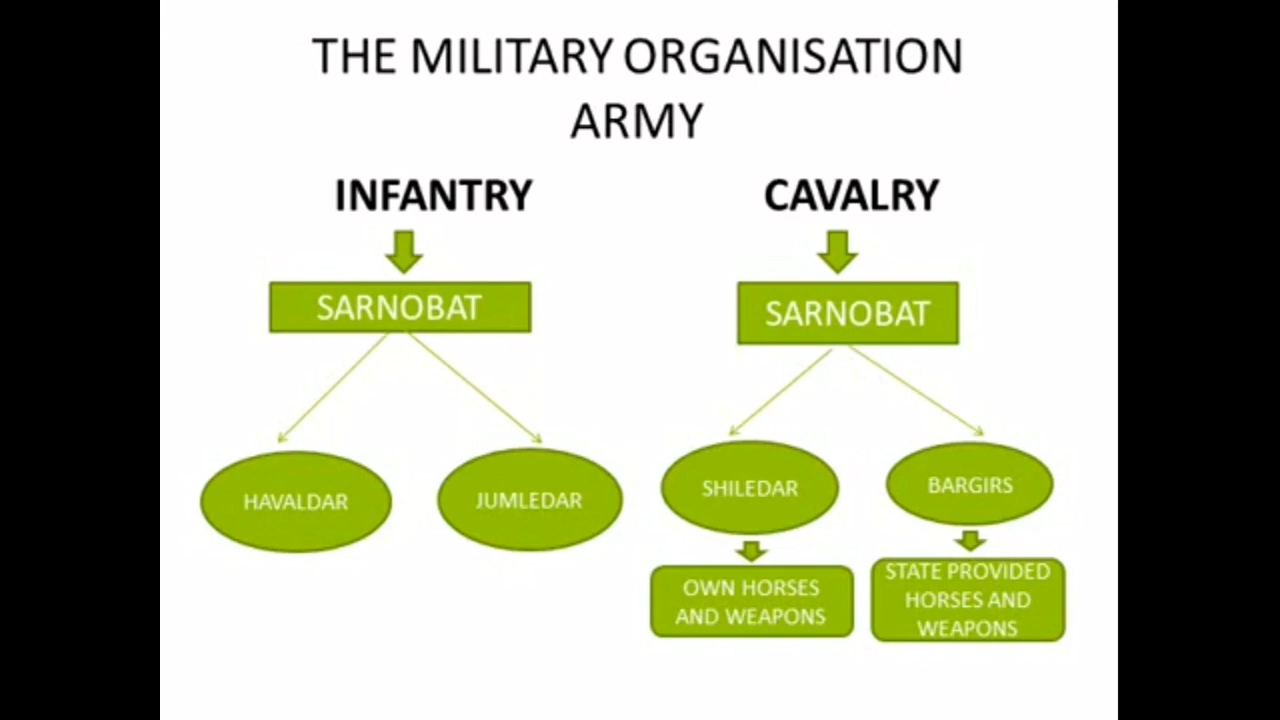 THE MILITARY ORGANISATION
ARMY
INFANTRY
CAVALRY
SARNOBAT
SARNOBAT
HAVALDAR
JUMLEDAR
SHILEDAR
BARGIRS
OWN HORSES
AND WEAPONS
STATE PROVIDED
HORSES AND
WEAPONS